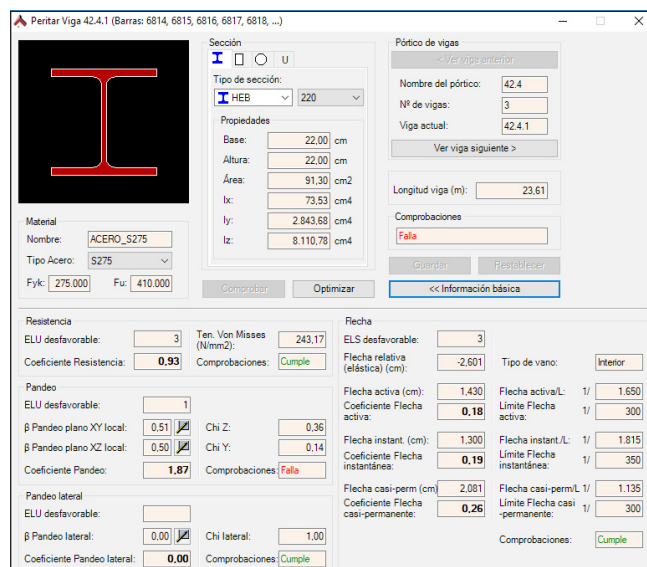 Peritar Viga 42.4.1 (Barras: 6814, 6815, 6816, 6817, 6818, ...)
Sección
U
Tipo de sección:
HEB 220
Propiedades
Base: 22,00 cm
Altura: 22,00 cm
Área: 91,30 cm2
Ix: 73,53 cm4
Iy: 2.843,68 cm4
Iz: 8.110,78 cm4
Comprobar Optimizar
Pórtico de vigas
< Ver viga anterior
Nombre del pórtico: 42.4
Nº de vigas: 3
Viga actual: 42.4.1
Ver viga siguiente >
Longitud viga (m): 23,61
Comprobaciones
Falla
Guardar Restablecer
<< Información básica
Material
Nombre: ACERO_S275
Tipo Acero: S275
Fyk: 275.000 Fu: 410.000
Resistencia
ELU desfavorable: 3 Ten. Von Misses (N/mm2): 243,17
Coeficiente Resistencia: 0,93 Comprobaciones: Cumple
Pandeo
ELU desfavorable: 1
β Pandeo plano XY local: 0,51 Chi Z: 0,36
β Pandeo plano XZ local: 0,50 Chi Y: 0,14
Coeficiente Pandeo: 1,87 Comprobaciones: Falla
Pandeo lateral
ELU desfavorable:
β Pandeo lateral: 0,00 Chi lateral: 1,00
Coeficiente Pandeo lateral: 0,00 Comprobaciones: Cumple
Flecha
ELS desfavorable: 3
Flecha relativa (elástica) (cm): -2,601 Tipo de vano: Interior
Flecha activa (cm): 1,430 Flecha activa/L: 1/ 1.650
Coeficiente Flecha activa: 0,18 Límite Flecha activa: 1/ 300
Flecha instant. (cm): 1,300 Flecha instant./L: 1/ 1.815
Coeficiente Flecha instantánea: 0,19 Límite Flecha instantánea: 1/ 350
Flecha casi-perm (cm) 2,081 Flecha casi-perm/L 1/ 1.135
Coeficiente Flecha casi-permanente: 0,26 Límite Flecha casi -permanente: 1/ 300
Comprobaciones: Cumple